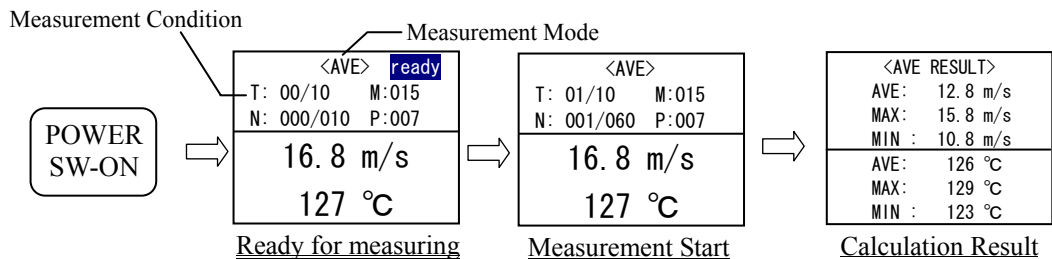 Measurement Condition
Measurement Mode
POWER
SW-ON
<AVE> ready
T: 00/10 M:015
N: 000/010 P:007
16.8 m/s
127 ℃
Ready for measuring
<AVE>
T: 01/10 M:015
N: 001/060 P:007
16.8 m/s
127 ℃
Measurement Start
<AVE RESULT>
AVE: 12.8 m/s
MAX: 15.8 m/s
MIN : 10.8 m/s
AVE: 126 ℃
MAX: 129 ℃
MIN : 123 ℃
Calculation Result